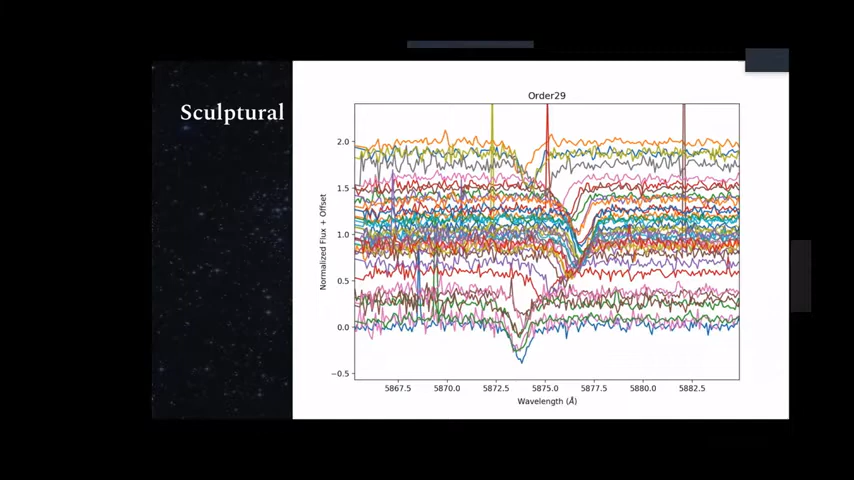 Sculptural
Order29
Normalized Flux + Offset
2.0
1.5
1.0
0.5
0.0
−0.5
5867.5 5870.0 5872.5 5875.0 5877.5 5880.0 5882.5
Wavelength (Å)